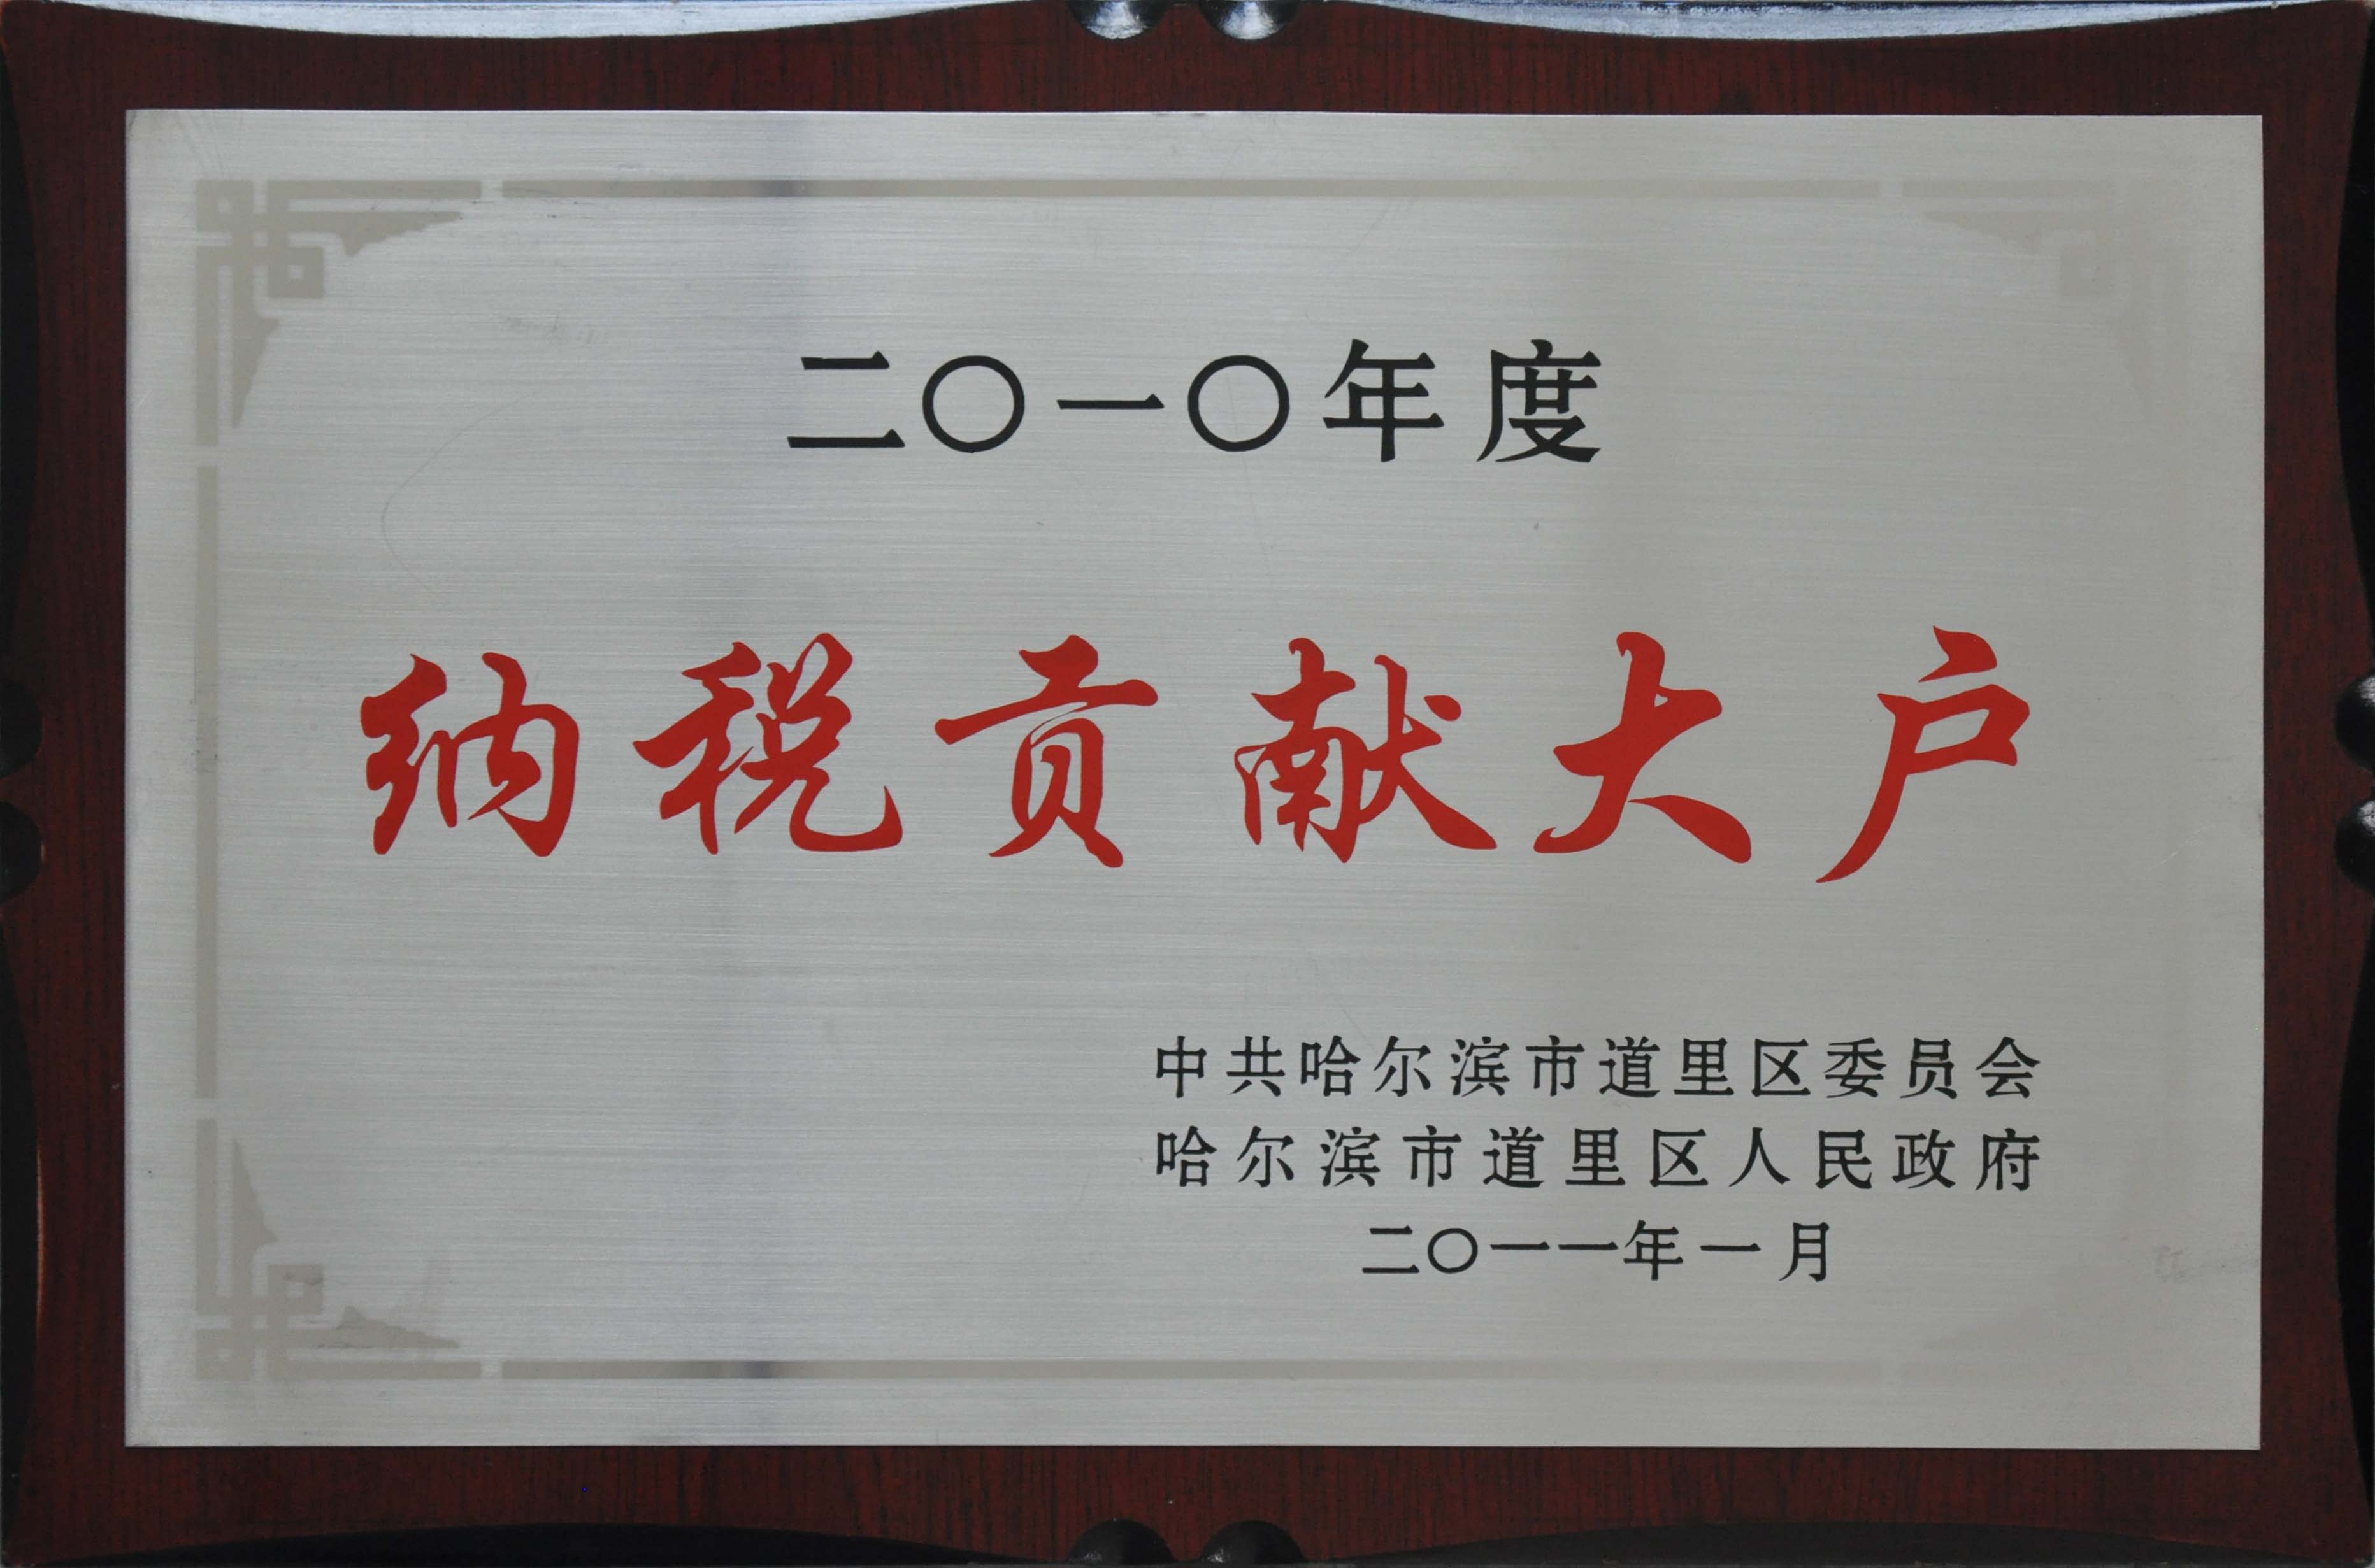 二〇一〇年度
纳税贡献大户
中共哈尔滨市道里区委员会
哈尔滨市道里区人民政府
二〇一一年一月